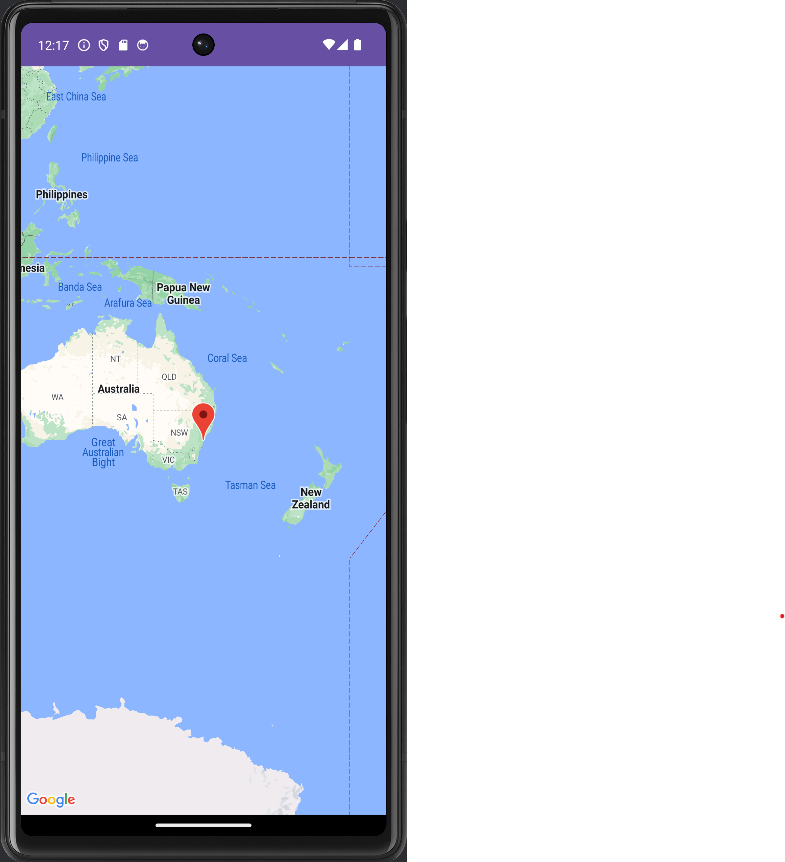 12:17
East China Sea
Philippine Sea
Philippines
nesia
Banda Sea
Papua New
Guinea
Arafura Sea
Coral Sea
NT
QLD
Australia
WA
SA
NSW
Great
Australian
Bight
VIC
Tasman Sea
TAS
New
Zealand
Google